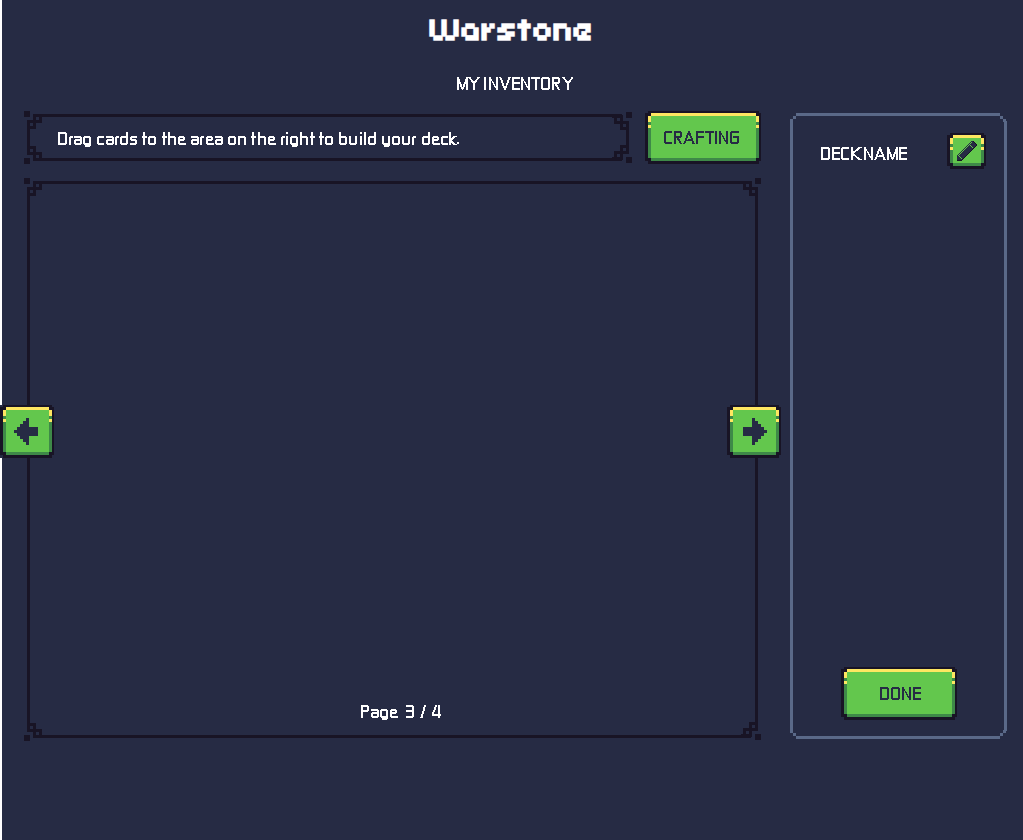 Warstone
MY INVENTORY
Drag cards to the area on the right to build your deck.
CRAFTING
DECKNAME
Page 3 / 4
DONE